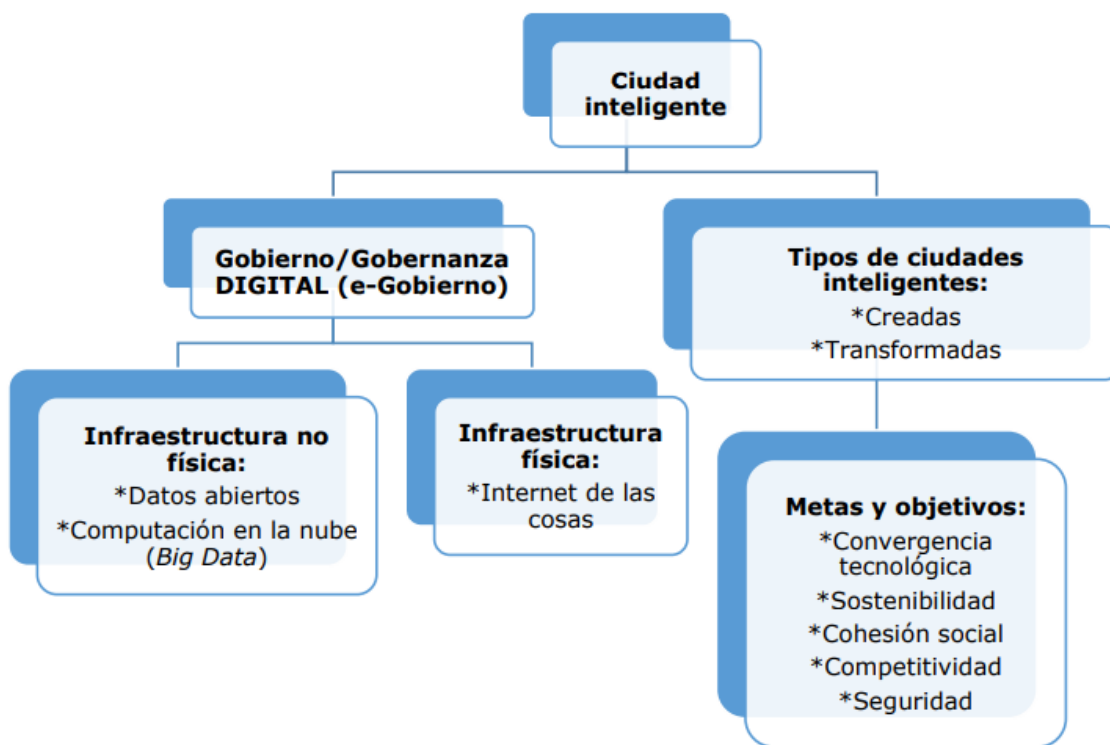 Ciudad
inteligente
Gobierno/Gobernanza
DIGITAL (e-Gobierno)
Tipos de ciudades
inteligentes:
*Creadas
*Transformadas
Infraestructura no
física:
*Datos abiertos
*Computación en la nube
(Big Data)
Infraestructura
física:
*Internet de las
cosas
Metas y objetivos:
*Convergencia
tecnológica
*Sostenibilidad
*Cohesión social
*Competitividad
*Seguridad